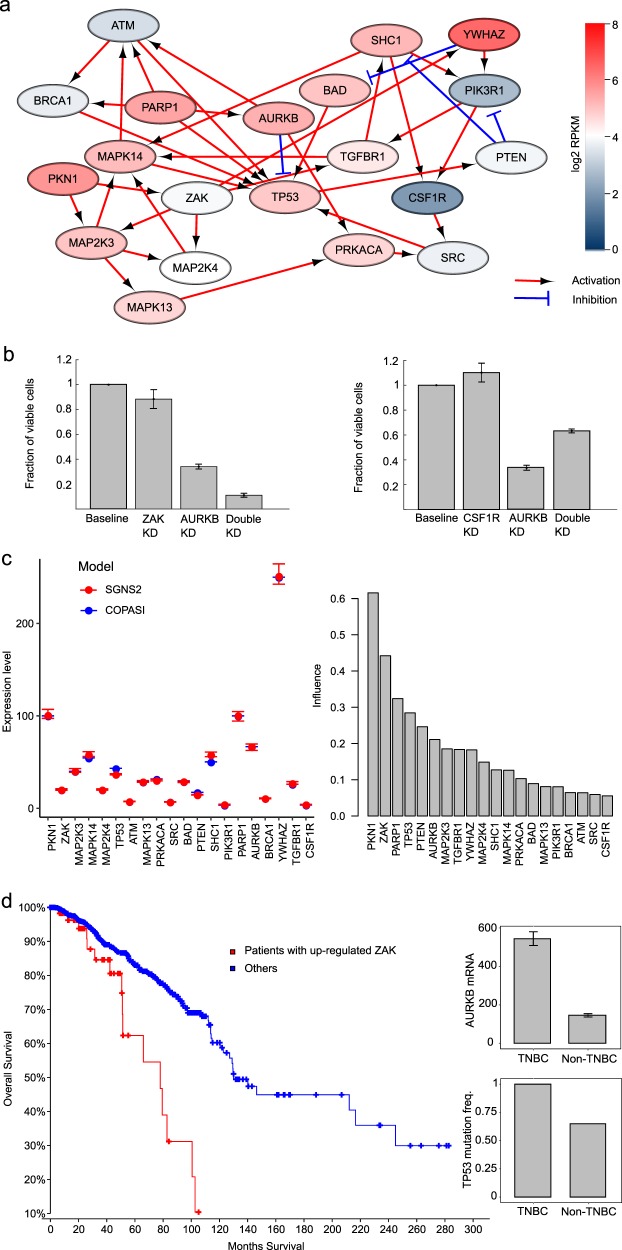 a
ATM
SHC1
YWHAZ
BRCA1
PARP1
AURKB
BAD
PIK3R1
MAPK14
TGFBR1
PTEN
PKN1
ZAK
TP53
CSF1R
MAP2K3
MAP2K4
PRKACA
SRC
MAPK13
8
6
4
2
0
log2 RPKM
Activation
Inhibition
b
Fraction of viable cells
1.2
1
0.8
0.6
0.4
0.2
Baseline
ZAK KD
AURKB KD
Double KD
Fraction of viable cells
1.2
1
0.8
0.6
0.4
0.2
Baseline
CSF1R KD
AURKB KD
Double KD
c
Model
SGNS2
COPASI
Expression level
200
100
0
PKN1
ZAK
MAP2K3
MAPK14
MAP2K4
TP53
ATM
MAPK13
PRKACA
SRC
BAD
PTEN
SHC1
PIK3R1
PARP1
AURKB
BRCA1
YWHAZ
TGFBR1
CSF1R
Influence
0.6
0.5
0.4
0.3
0.2
0.1
0.0
PKN1
ZAK
PARP1
TP53
PTEN
AURKB
MAP2K3
TGFBR1
YWHAZ
MAP2K4
SHC1
MAPK14
PRKACA
BAD
MAPK13
PIK3R1
BRCA1
ATM
SRC
CSF1R
d
Patients with up-regulated ZAK
Others
Overall Survival
100%
90%
80%
70%
60%
50%
40%
30%
20%
10%
0 20 40 60 80 100 120 140 160 180 200 220 240 260 280 300
Months Survival
AURKB mRNA
600
400
200
0
TNBC Non-TNBC
TP53 mutation freq.
1
0.75
0.50
0.25
0
TNBC Non-TNBC